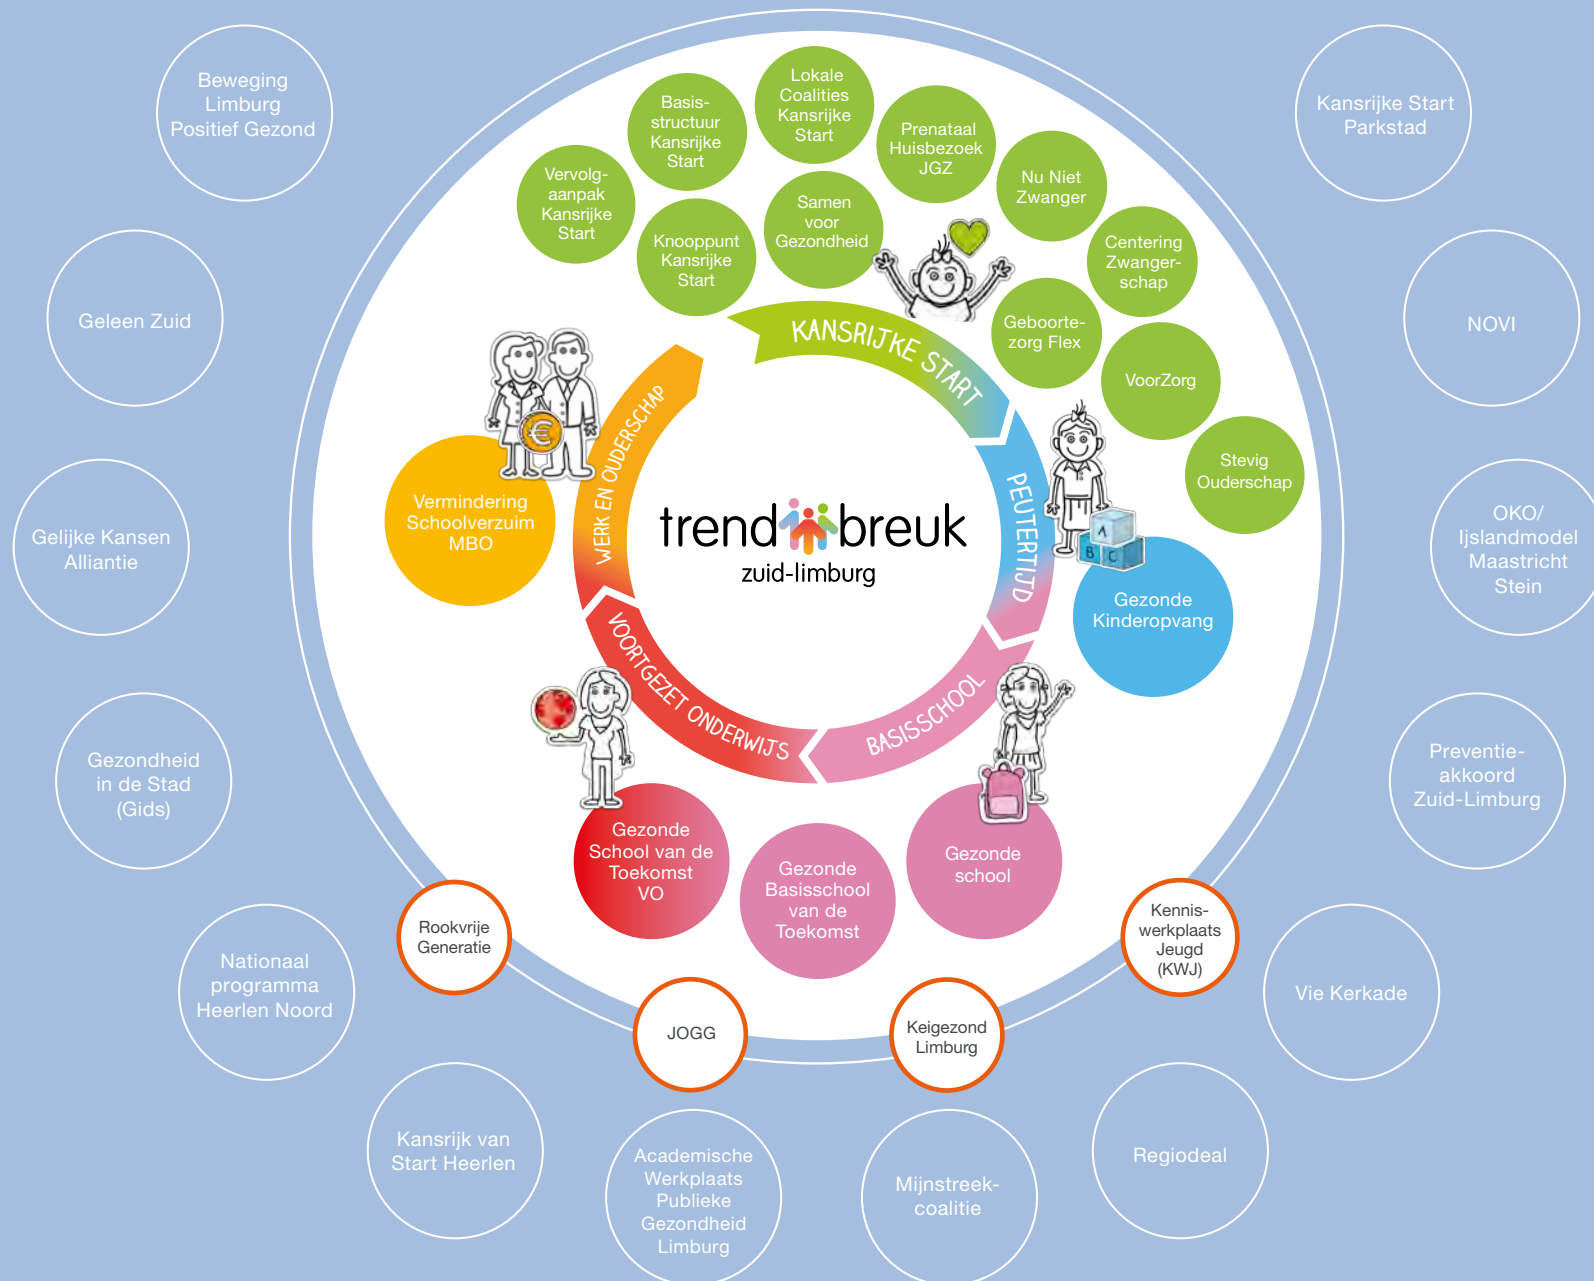 Beweging
Limburg
Positief Gezond
Kansrijke Start
Parkstad
Geleen Zuid
NOVI
Gelijke Kansen
Alliantie
OKO/
Ijslandmodel
Maastricht
Stein
Gezondheid
in de Stad
(Gids)
Preventie-
akkoord
Zuid-Limburg
Nationaal
programma
Heerlen Noord
Vie Kerkade
Kansrijk van
Start Heerlen
Academische
Werkplaats
Publieke
Gezondheid
Limburg
Mijnstreek-
coalitie
Regiodeal
Vervolg-
aanpak
Kansrijke
Start
Basis-
structuur
Kansrijke
Start
Lokale
Coalities
Kansrijke
Start
Prenataal
Huisbezoek
JGZ
Nu Niet
Zwanger
Centering
Zwanger-
schap
Knooppunt
Kansrijke
Start
Samen
voor
Gezondheid
Geboorte-
zorg Flex
VoorZorg
Stevig
Ouderschap
KANSRIJKE START
PEUTERTIJD
BASISSCHOOL
VOORTGEZET ONDERWIJS
WERK EN OUDERSCHAP
trendbreuk
zuid-limburg
€
A
B C
Vermindering
Schoolverzuim
MBO
Gezonde
Kinderopvang
Gezonde
School van de
Toekomst
VO
Gezonde
Basisschool
van de
Toekomst
Gezonde
school
Rookvrije
Generatie
JOGG
Keigezond
Limburg
Kennis-
werkplaats
Jeugd
(KWJ)